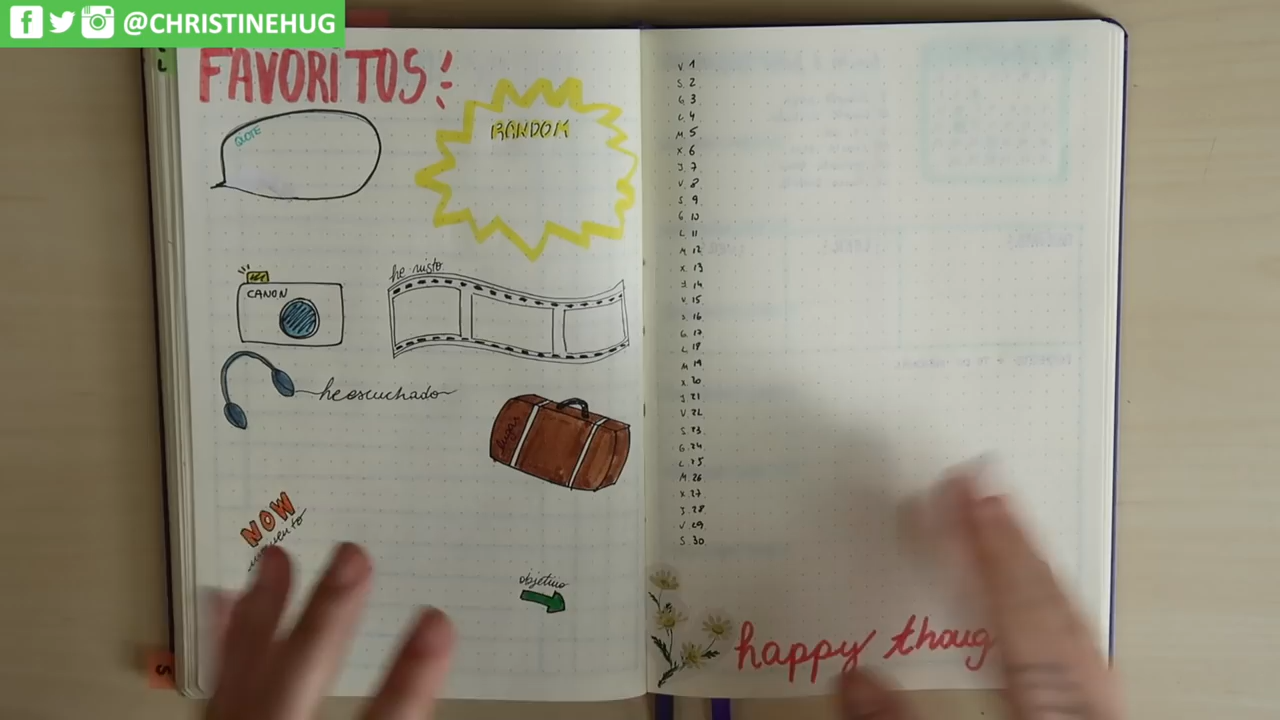 @CHRISTINEHUG
FAVORITOS!
QUOTE
RANDOM
he visto
CANON
he escuchado
lugar
NOW
momento
objetivo
V 1
S. 2
G. 3
L. 4
M. 5
X. 6
J. 7
V. 8
S. 9
G. 10
L. 11
M. 12
X. 13
J. 14
V. 15
S. 16
G. 17
L. 18
M. 19
X. 20
J. 21
V. 22
S. 23
G. 24
L. 25
M. 26
X. 27
J. 28
V. 29
S. 30
happy thoug
S